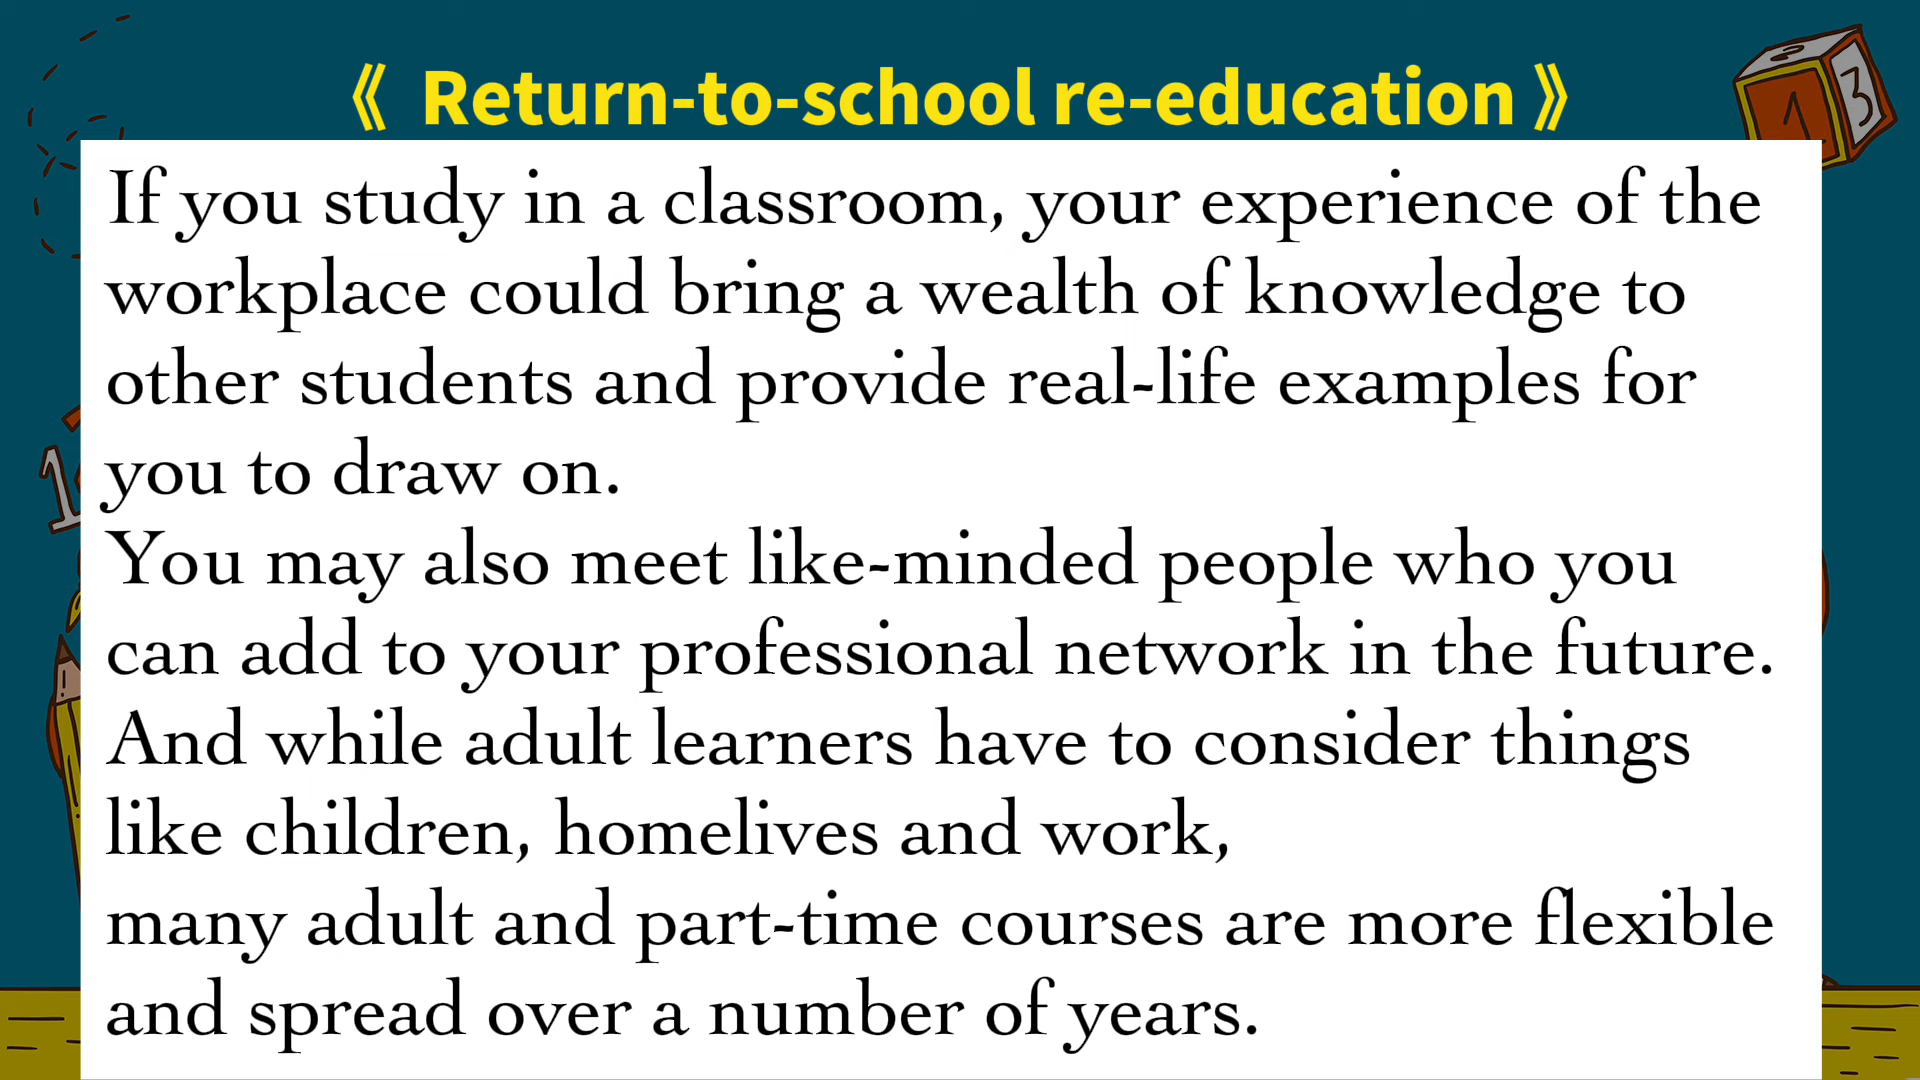 《 Return-to-school re-education 》
1 3
If you study in a classroom, your experience of the
workplace could bring a wealth of knowledge to
other students and provide real-life examples for
you to draw on.
1
You may also meet like-minded people who you
can add to your professional network in the future.
And while adult learners have to consider things
like children, homelives and work,
many adult and part-time courses are more flexible
and spread over a number of years.